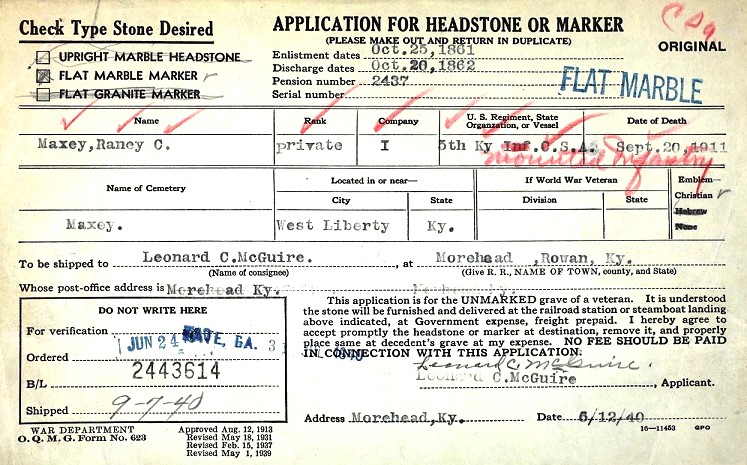 Check Type Stone Desired
UPRIGHT MARBLE HEADSTONE
FLAT MARBLE MARKER
FLAT GRANITE MARKER
APPLICATION FOR HEADSTONE OR MARKER
(PLEASE MAKE OUT AND RETURN IN DUPLICATE)
CSA
ORIGINAL
Enlistment dates Oct.25,1861
Discharge dates Oct.20,1862
Pension number 2437
Serial number
FLAT MARBLE
Name Rank Company U. S. Regiment, State Organization, or Vessel Date of Death
Maxey,Raney C. private I 5th Ky Inf.C.S.A. Sept.20,1911
Mounted Infantry
Name of Cemetery Located in or near— If World War Veteran Emblem
City State Division State Christian
Hebrew
None
Maxey. West Liberty Ky.
To be shipped to Leonard C.McGuire. , at Morehead ,Rowan, Ky.
(Name of consignee) (Give R. R., NAME OF TOWN, county, and State)
Whose post-office address is Morehead Ky.
DO NOT WRITE HERE
For verification JUN 24
Ordered
2443614
B/L
Shipped 9-7-40
This application is for the UNMARKED grave of a veteran. It is understood
the stone will be furnished and delivered at the railroad station or steamboat
landing above indicated, at Government expense, freight prepaid. I hereby agree to
accept promptly the headstone or marker at destination, remove it, and properly
place same at decedent's grave at my expense. NO FEE SHOULD BE PAID
IN CONNECTION WITH THIS APPLICATION.
Leonard C. McGuire.
Leonard C.McGuire , Applicant.
Address Morehead,Ky. Date 6/12/40
WAR DEPARTMENT
O. Q. M. G. Form No. 623
Approved Aug. 12, 1913
Revised May 18, 1931
Revised Feb. 15, 1937
Revised May 1, 1939
16—11453 GPO